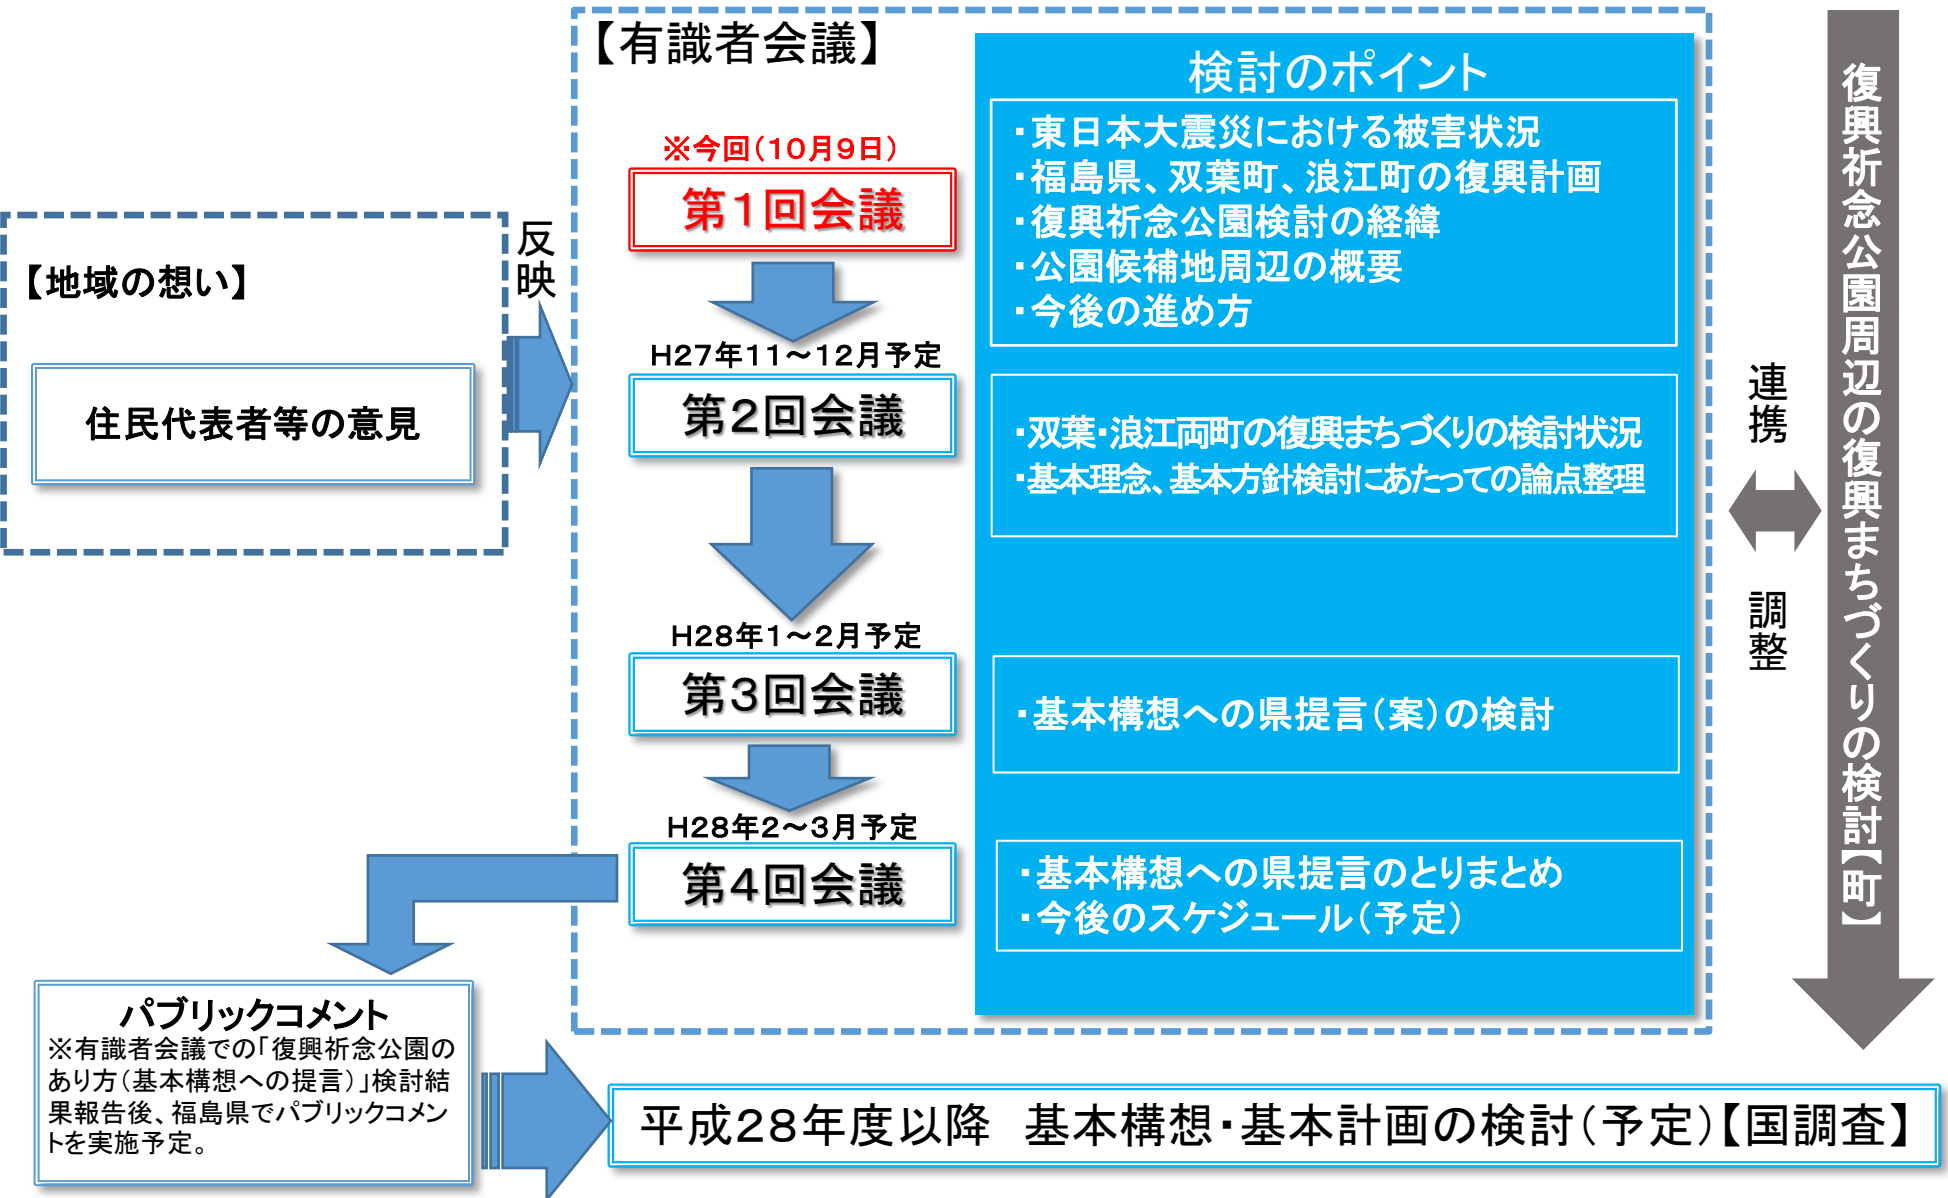 【有識者会議】
検討のポイント
※今回（10月9日）
第１回会議
・東日本大震災における被害状況
・福島県、双葉町、浪江町の復興計画
・復興祈念公園検討の経緯
・公園候補地周辺の概要
・今後の進め方
【地域の想い】
住民代表者等の意見
反映
H27年11～12月予定
第２回会議
・双葉・浪江両町の復興まちづくりの検討状況
・基本理念、基本方針検討にあたっての論点整理
H28年1～2月予定
第３回会議
・基本構想への県提言（案）の検討
H28年2～3月予定
第４回会議
・基本構想への県提言のとりまとめ
・今後のスケジュール（予定）
連携
調整
復興祈念公園周辺の復興まちづくりの検討【町】
パブリックコメント
※有識者会議での「復興祈念公園の
あり方（基本構想への提言）」検討結
果報告後、福島県でパブリックコメン
トを実施予定。
平成２８年度以降　基本構想・基本計画の検討（予定）【国調査】